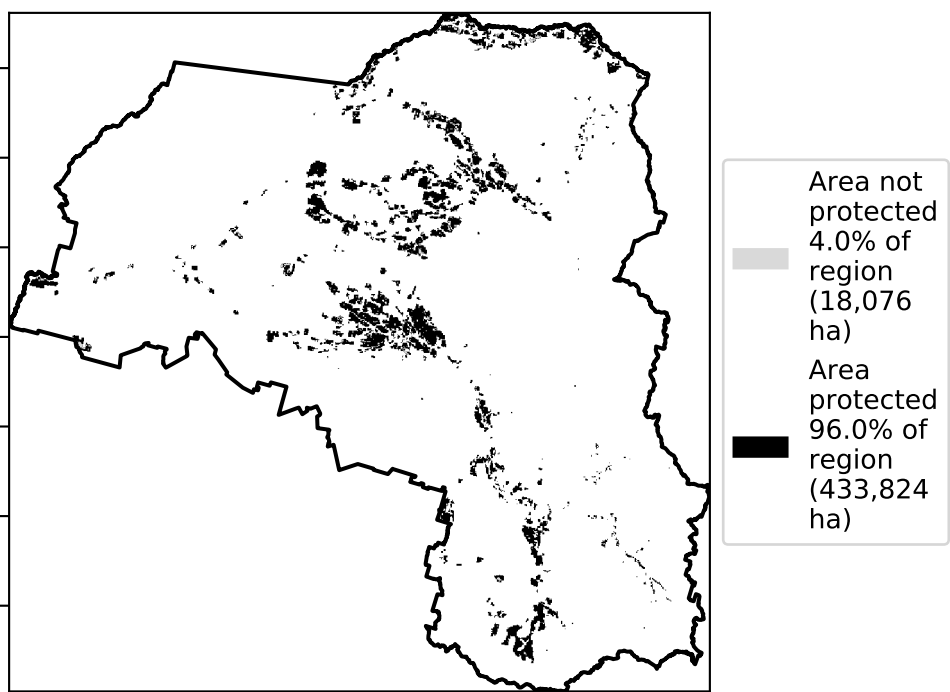 Area not
protected
4.0% of
region
(18,076
ha)
Area
protected
96.0% of
region
(433,824
ha)